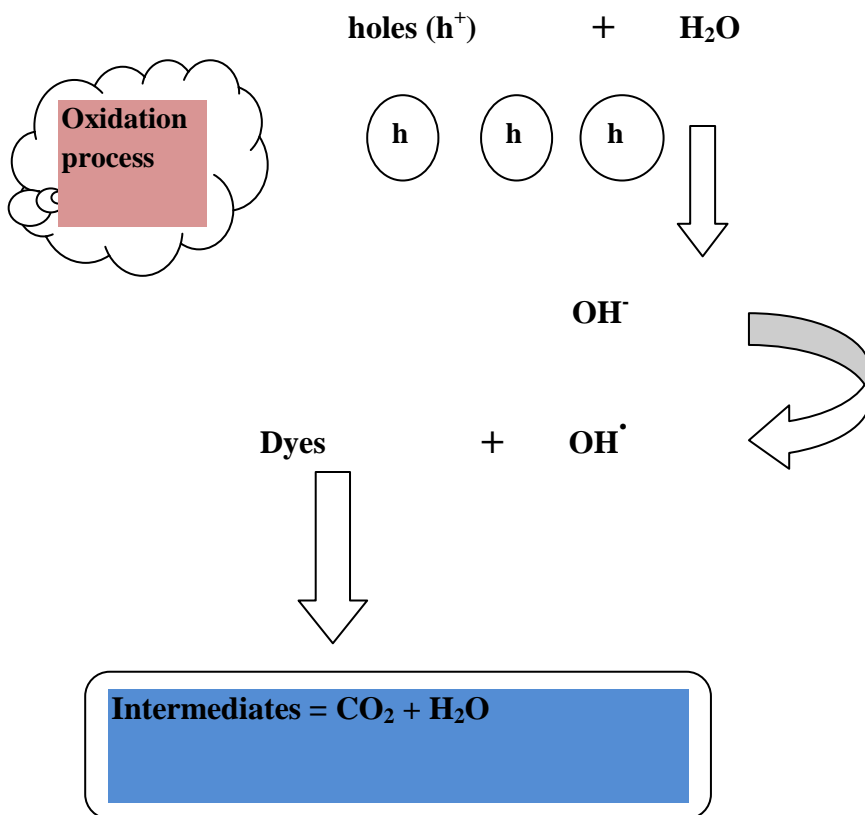 holes (h⁺) + H₂O
Oxidation
process
h h h
OH⁻
Dyes + OH•
Intermediates = CO₂ + H₂O